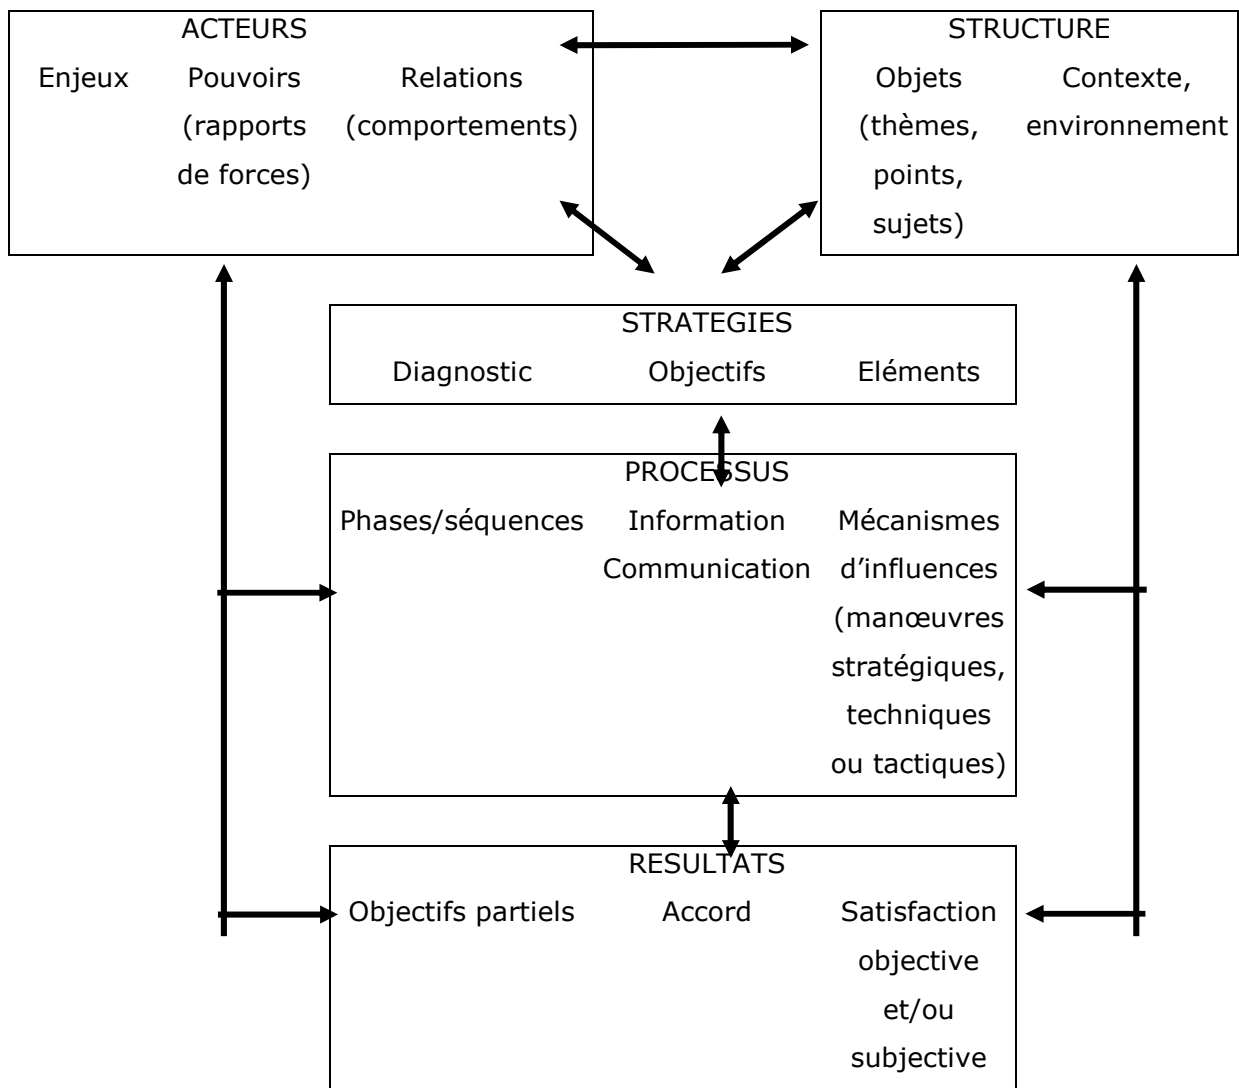 ACTEURS
Enjeux Pouvoirs Relations
(rapports (comportements)
de forces)
STRUCTURE
Objets Contexte,
(thèmes, environnement
points,
sujets)
STRATEGIES
Diagnostic Objectifs Eléments
PROCESSUS
Phases/séquences Information Mécanismes
Communication d’influences
(manœuvres
stratégiques,
techniques
ou tactiques)
RESULTATS
Objectifs partiels Accord Satisfaction
objective
et/ou
subjective